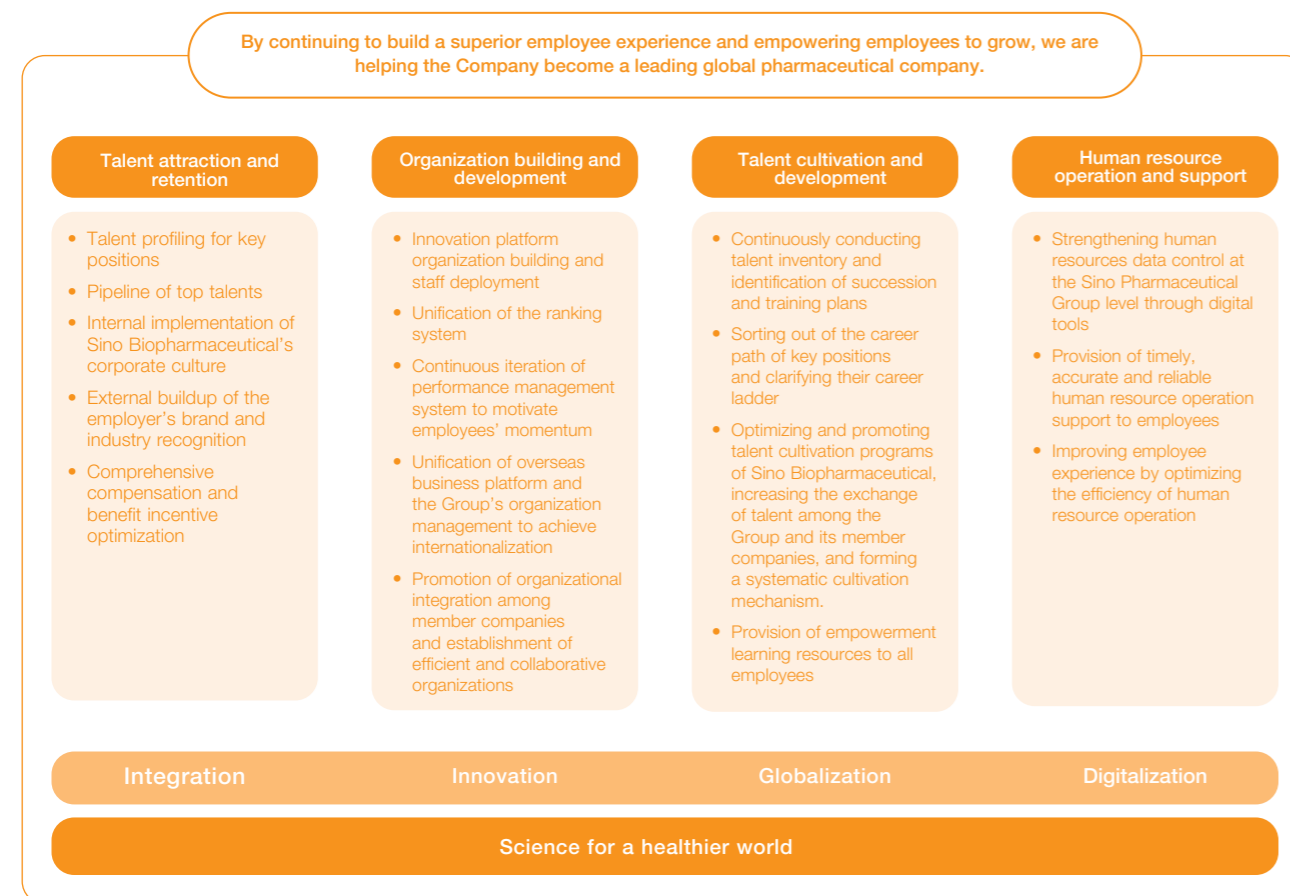 By continuing to build a superior employee experience and empowering employees to grow, we are
helping the Company become a leading global pharmaceutical company.
Talent attraction and
retention
• Talent profiling for key
positions
• Pipeline of top talents
• Internal implementation of
Sino Biopharmaceutical's
corporate culture
• External buildup of the
employer's brand and
industry recognition
• Comprehensive
compensation and
benefit incentive
optimization
Organization building and
development
• Innovation platform
organization building and
staff deployment
• Unification of the ranking
system
• Continuous iteration of
performance management
system to motivate
employees' momentum
• Unification of overseas
business platform and
the Group's organization
management to achieve
internationalization
• Promotion of organizational
integration among
member companies
and establishment of
efficient and collaborative
organizations
Talent cultivation and
development
• Continuously conducting
talent inventory and
identification of succession
and training plans
• Sorting out of the career
path of key positions
and clarifying their career
ladder
• Optimizing and promoting
talent cultivation programs
of Sino Biopharmaceutical,
increasing the exchange
of talent among the
Group and its member
companies, and forming
a systematic cultivation
mechanism.
• Provision of empowerment
learning resources to all
employees
Human resource
operation and support
• Strengthening human
resources data control at
the Sino Pharmaceutical
Group level through digital
tools
• Provision of timely,
accurate and reliable
human resource operation
support to employees
• Improving employee
experience by optimizing
the efficiency of human
resource operation
Integration
Innovation
Globalization
Digitalization
Science for a healthier world